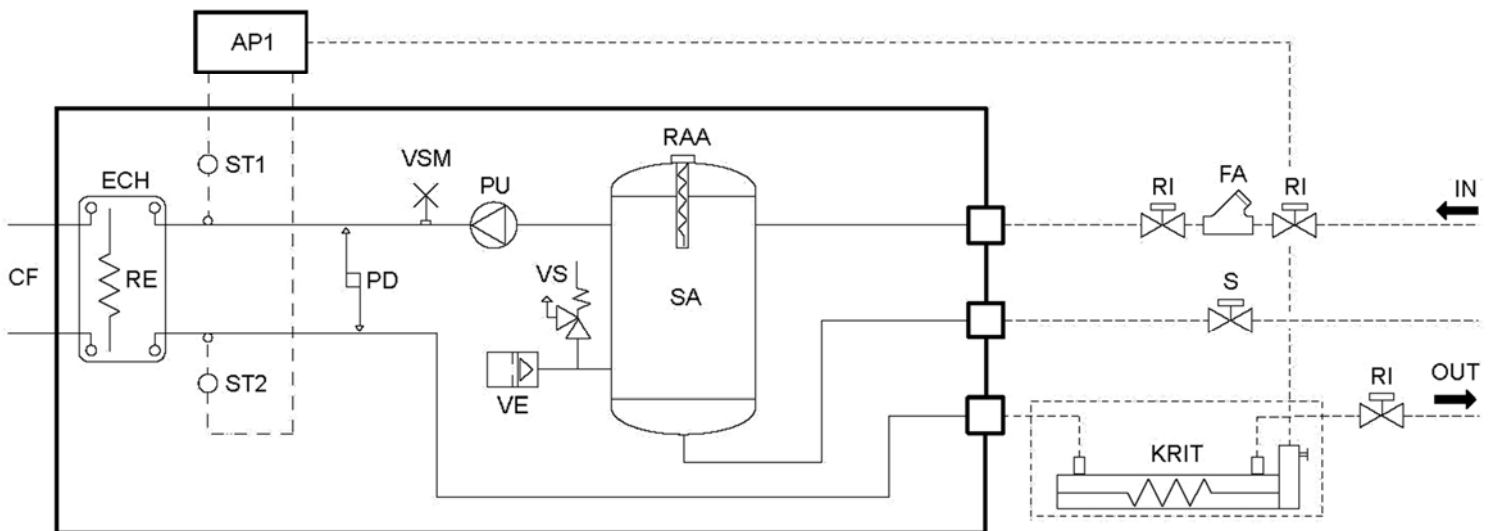 AP1
ST1
VSM
RAA
ECH
PU
RI
FA
RI
IN
CF
RE
PD
VS
SA
S
ST2
VE
RI
OUT
KRIT